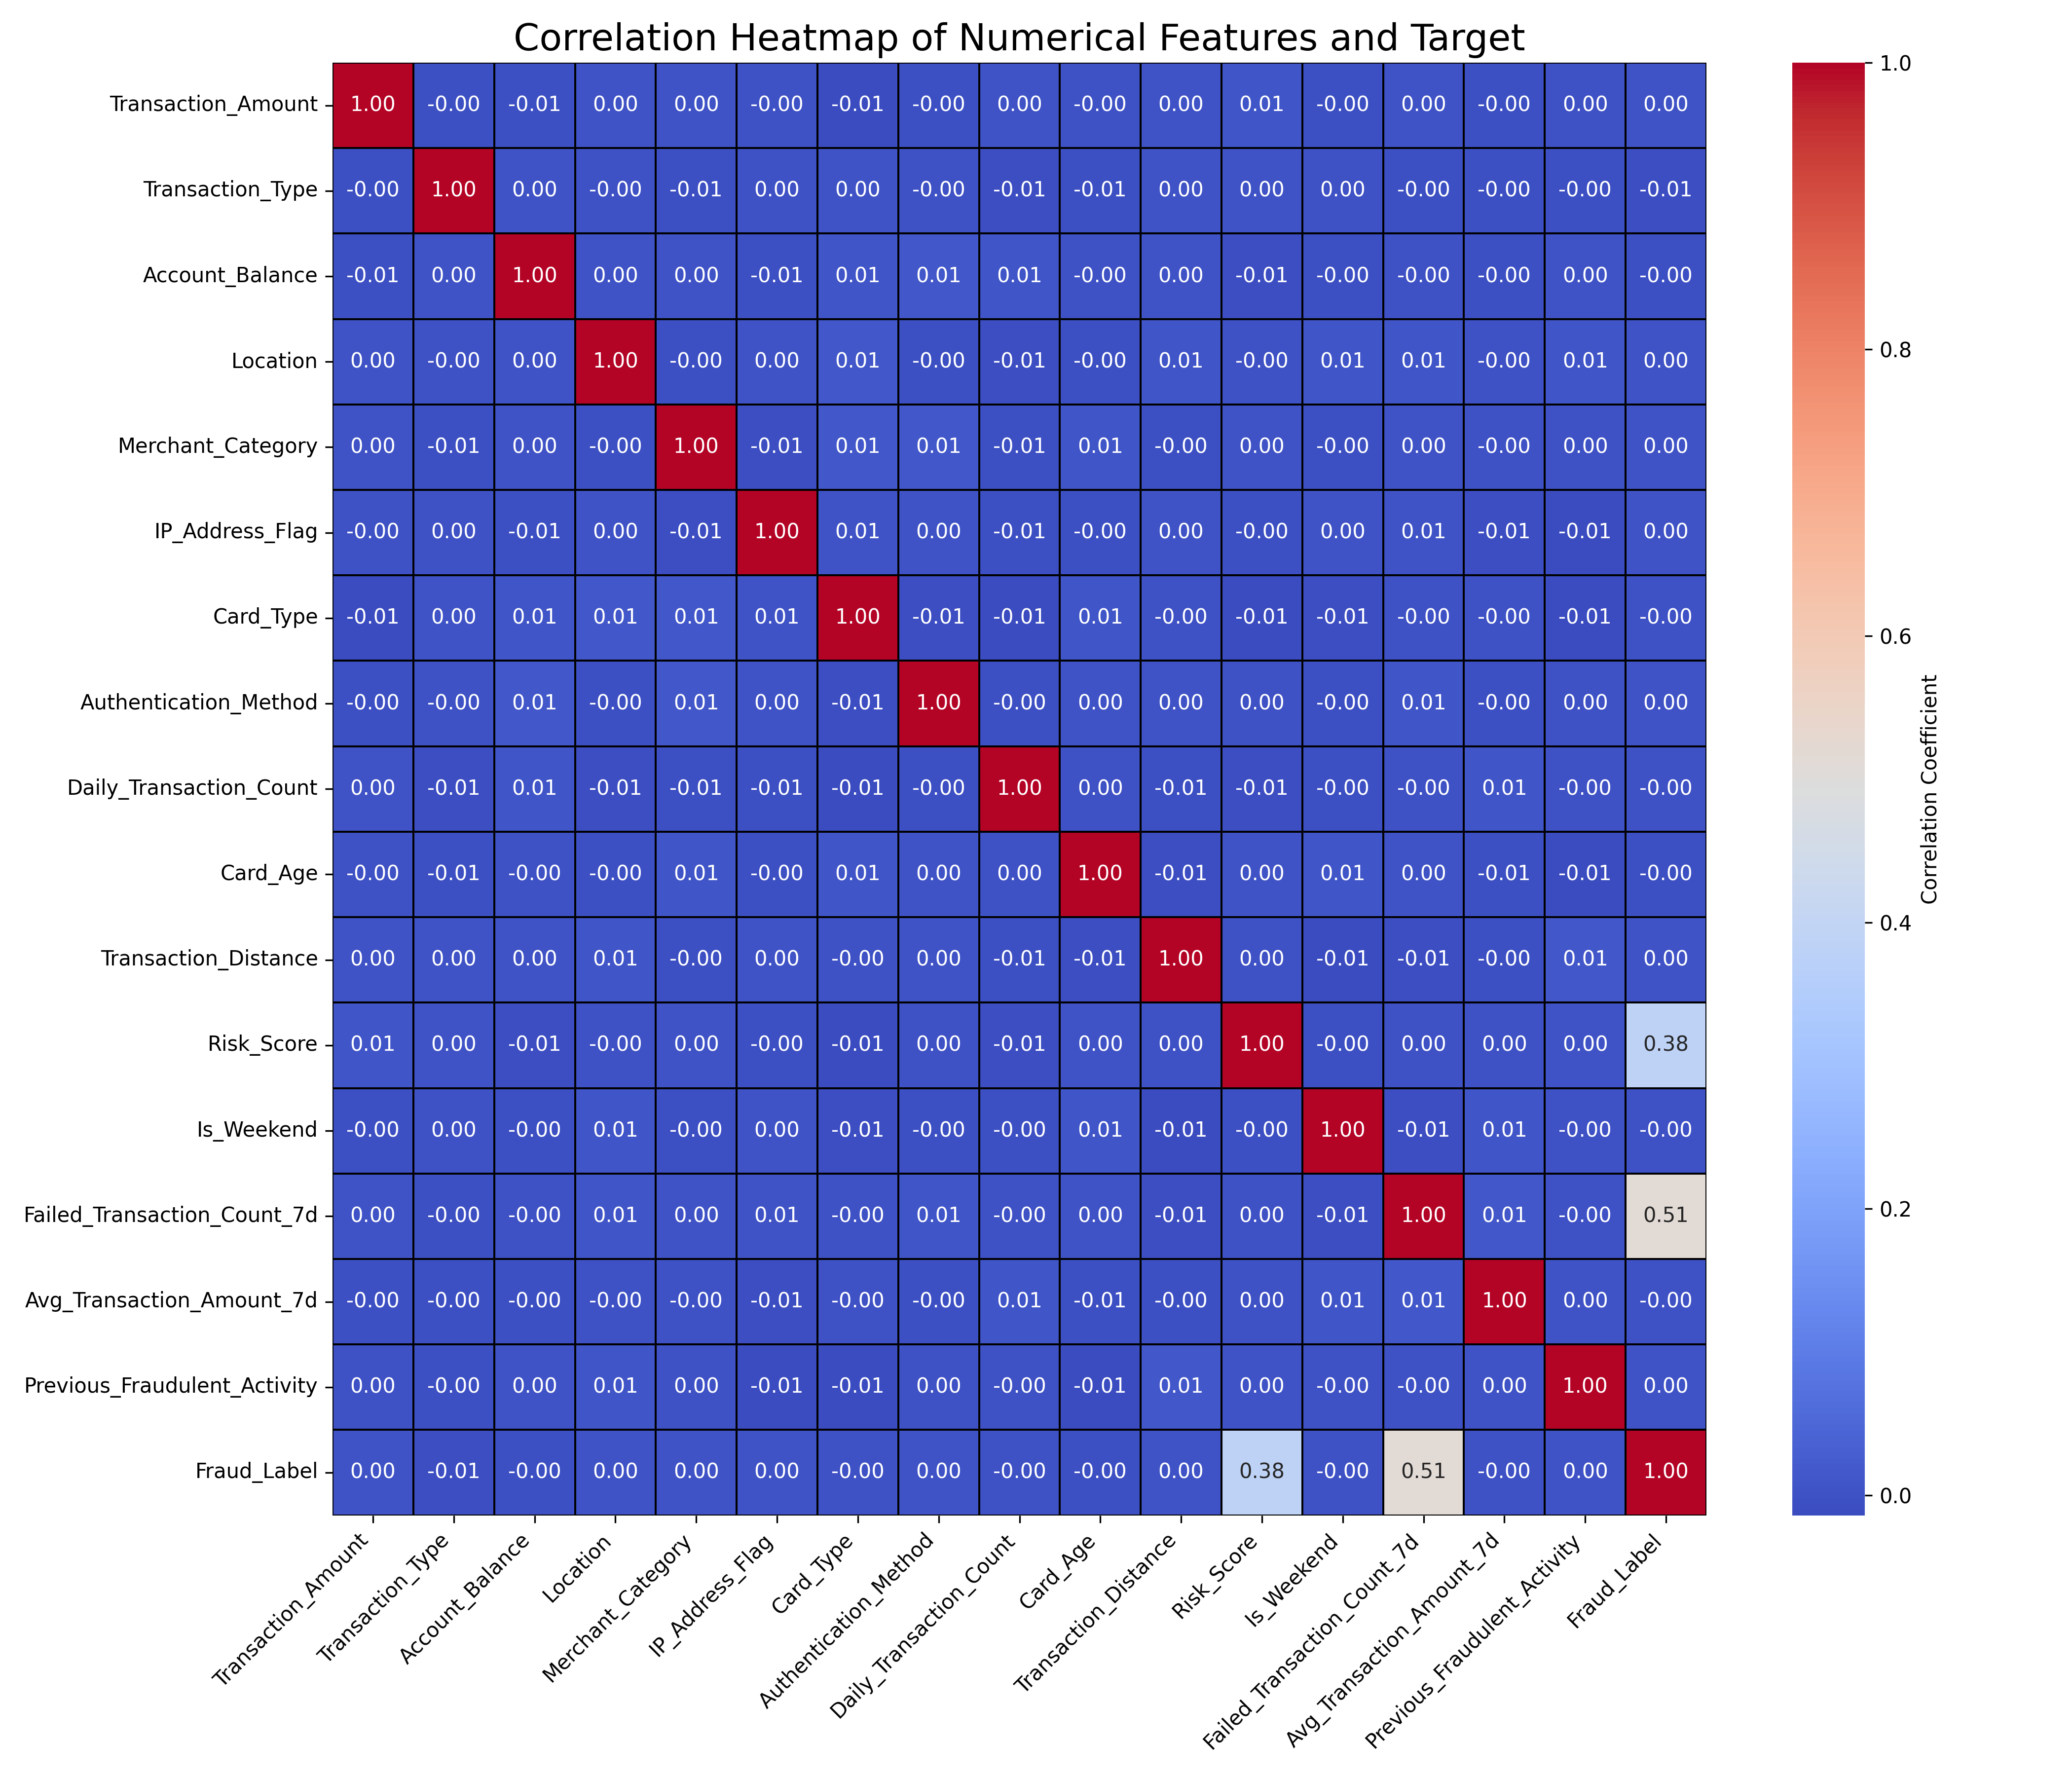 Correlation Heatmap of Numerical Features and Target
Transaction_Amount 1.00 -0.00 -0.01 0.00 0.00 -0.00 -0.01 -0.00 0.00 -0.00 0.00 0.01 -0.00 0.00 -0.00 0.00 0.00
Transaction_Type -0.00 1.00 0.00 -0.00 -0.01 0.00 0.00 -0.00 -0.01 -0.01 0.00 0.00 0.00 -0.00 -0.00 -0.00 -0.01
Account_Balance -0.01 0.00 1.00 0.00 0.00 -0.01 0.01 0.01 0.01 -0.00 0.00 -0.01 -0.00 -0.00 -0.00 0.00 -0.00
Location 0.00 -0.00 0.00 1.00 -0.00 0.00 0.01 -0.00 -0.01 -0.00 0.01 -0.00 0.01 0.01 -0.00 0.01 0.00
Merchant_Category 0.00 -0.01 0.00 -0.00 1.00 -0.01 0.01 0.01 -0.01 0.01 -0.00 0.00 -0.00 0.00 -0.00 0.00 0.00
IP_Address_Flag -0.00 0.00 -0.01 0.00 -0.01 1.00 0.01 0.00 -0.01 -0.00 0.00 -0.00 0.00 0.01 -0.01 -0.01 0.00
Card_Type -0.01 0.00 0.01 0.01 0.01 0.01 1.00 -0.01 -0.01 0.01 -0.00 -0.01 -0.01 -0.00 -0.00 -0.01 -0.00
Authentication_Method -0.00 -0.00 0.01 -0.00 0.01 0.00 -0.01 1.00 -0.00 0.00 0.00 0.00 -0.00 0.01 -0.00 0.00 0.00
Daily_Transaction_Count 0.00 -0.01 0.01 -0.01 -0.01 -0.01 -0.01 -0.00 1.00 0.00 -0.01 -0.01 -0.00 -0.00 0.01 -0.00 -0.00
Card_Age -0.00 -0.01 -0.00 -0.00 0.01 -0.00 0.01 0.00 0.00 1.00 -0.01 0.00 0.01 0.00 -0.01 -0.01 -0.00
Transaction_Distance 0.00 0.00 0.00 0.01 -0.00 0.00 -0.00 0.00 -0.01 -0.01 1.00 0.00 -0.01 -0.01 -0.00 0.01 0.00
Risk_Score 0.01 0.00 -0.01 -0.00 0.00 -0.00 -0.01 0.00 -0.01 0.00 0.00 1.00 -0.00 0.00 0.00 0.00 0.38
Is_Weekend -0.00 0.00 -0.00 0.01 -0.00 0.00 -0.01 -0.00 -0.00 0.01 -0.01 -0.00 1.00 -0.01 0.01 -0.00 -0.00
Failed_Transaction_Count_7d 0.00 -0.00 -0.00 0.01 0.00 0.01 -0.00 0.01 -0.00 0.00 -0.01 0.00 -0.01 1.00 0.01 -0.00 0.51
Avg_Transaction_Amount_7d -0.00 -0.00 -0.00 -0.00 -0.00 -0.01 -0.00 -0.00 0.01 -0.01 -0.00 0.00 0.01 0.01 1.00 0.00 -0.00
Previous_Fraudulent_Activity 0.00 -0.00 0.00 0.01 0.00 -0.01 -0.01 0.00 -0.00 -0.01 0.01 0.00 -0.00 -0.00 0.00 1.00 0.00
Fraud_Label 0.00 -0.01 -0.00 0.00 0.00 0.00 -0.00 0.00 -0.00 -0.00 0.00 0.38 -0.00 0.51 -0.00 0.00 1.00
Transaction_Amount
Transaction_Type
Account_Balance
Location
Merchant_Category
IP_Address_Flag
Card_Type
Authentication_Method
Daily_Transaction_Count
Card_Age
Transaction_Distance
Risk_Score
Is_Weekend
Failed_Transaction_Count_7d
Avg_Transaction_Amount_7d
Previous_Fraudulent_Activity
Fraud_Label
1.0
0.8
0.6
0.4
0.2
0.0
Correlation Coefficient